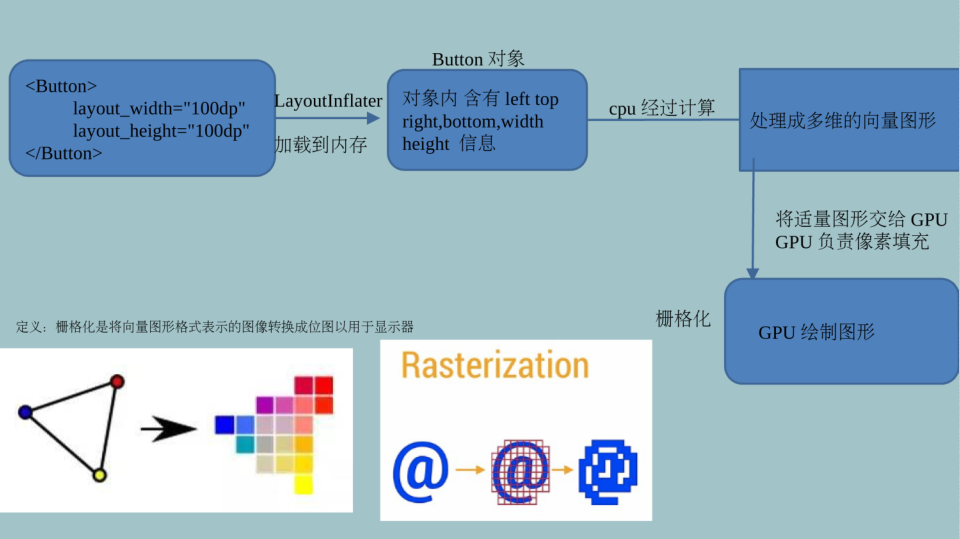 Button 对象
<Button>
layout_width="100dp"
layout_height="100dp"
</Button>
LayoutInflater
加载到内存
对象内 含有 left top
right,bottom,width
height 信息
cpu 经过计算
处理成多维的向量图形
将适量图形交给 GPU
GPU 负责像素填充
栅格化
GPU 绘制图形
定义：栅格化是将向量图形格式表示的图像转换成位图以用于显示器
Rasterization
@ @ @